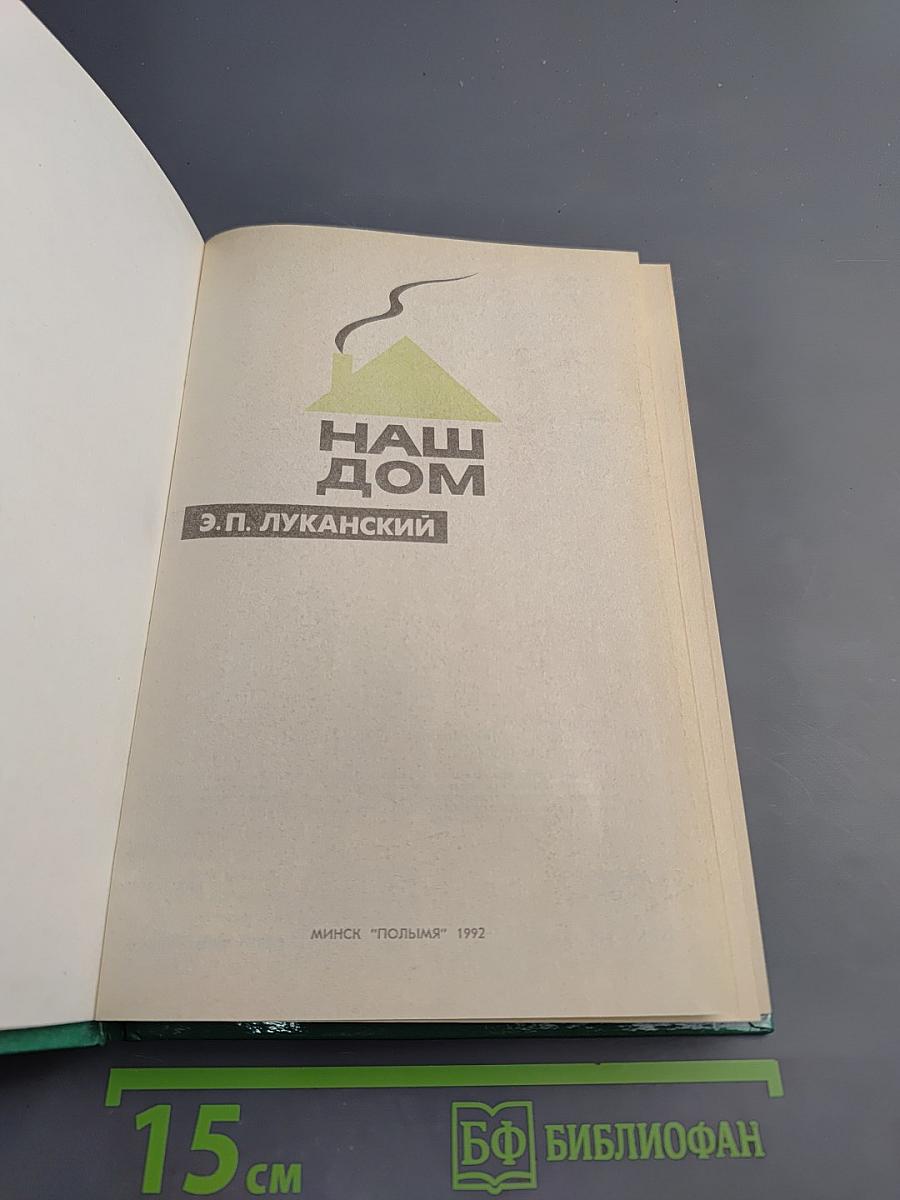 НАШ
ДОМ
Э. П. ЛУКАНСКИЙ
МИНСК "ПОЛЫМЯ" 1992
15 СМ
БФ БИБЛИОФАН